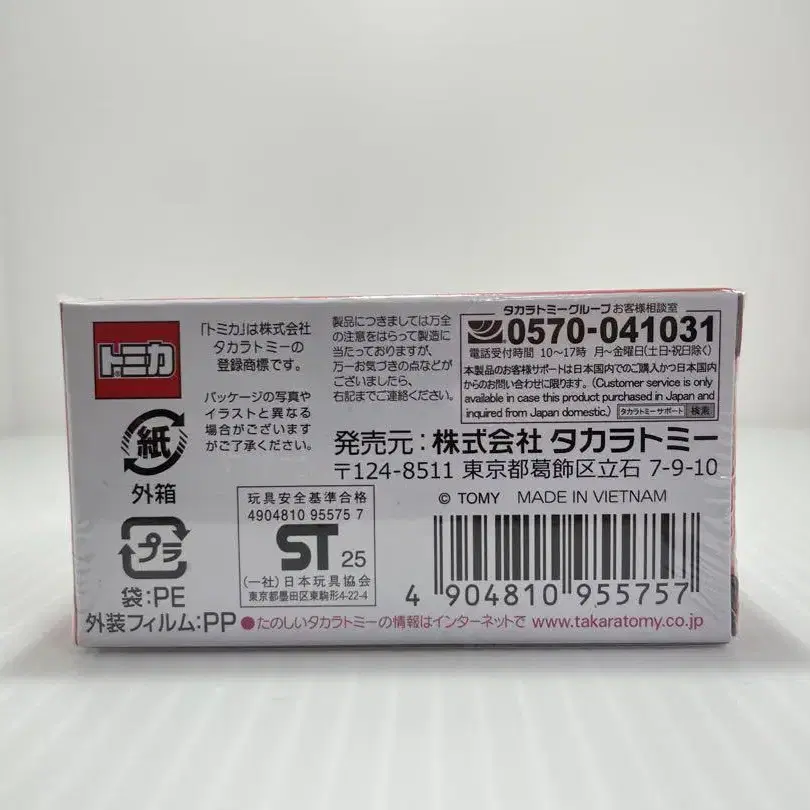 トミカ
「トミカ」は株式会社
タカラトミーの
登録商標です。
パッケージの写真や
イラストと異なる
場合がございますが
ご了承ください。
製品につきましては万全
の注意をはらって製造に
当たっておりますが、
万一お気づきの点などが
ございましたら、
右記までご連絡ください。
タカラトミーグループ お客様相談室
0570-041031
電話受付時間 10〜17時 月〜金曜日(土日・祝日除く)
本製品のお客様サポートは日本国内でのご購入かつ日本国内
からのお問い合わせに限ります。(Customer service is only
available in case this product purchased in Japan and
inquired from Japan domestic.) タカラトミーサポート 検索
発売元:株式会社 タカラトミー
〒124-8511 東京都葛飾区立石 7-9-10
© TOMY MADE IN VIETNAM
紙
外箱
プラ
袋:PE
外装フィルム:PP
玩具安全基準合格
4904810 95575 7
ST 25
(一社)日本玩具協会
東京都墨田区東駒形4-22-4
4 904810 955757
●たのしいタカラトミーの情報はインターネットで www.takaratomy.co.jp